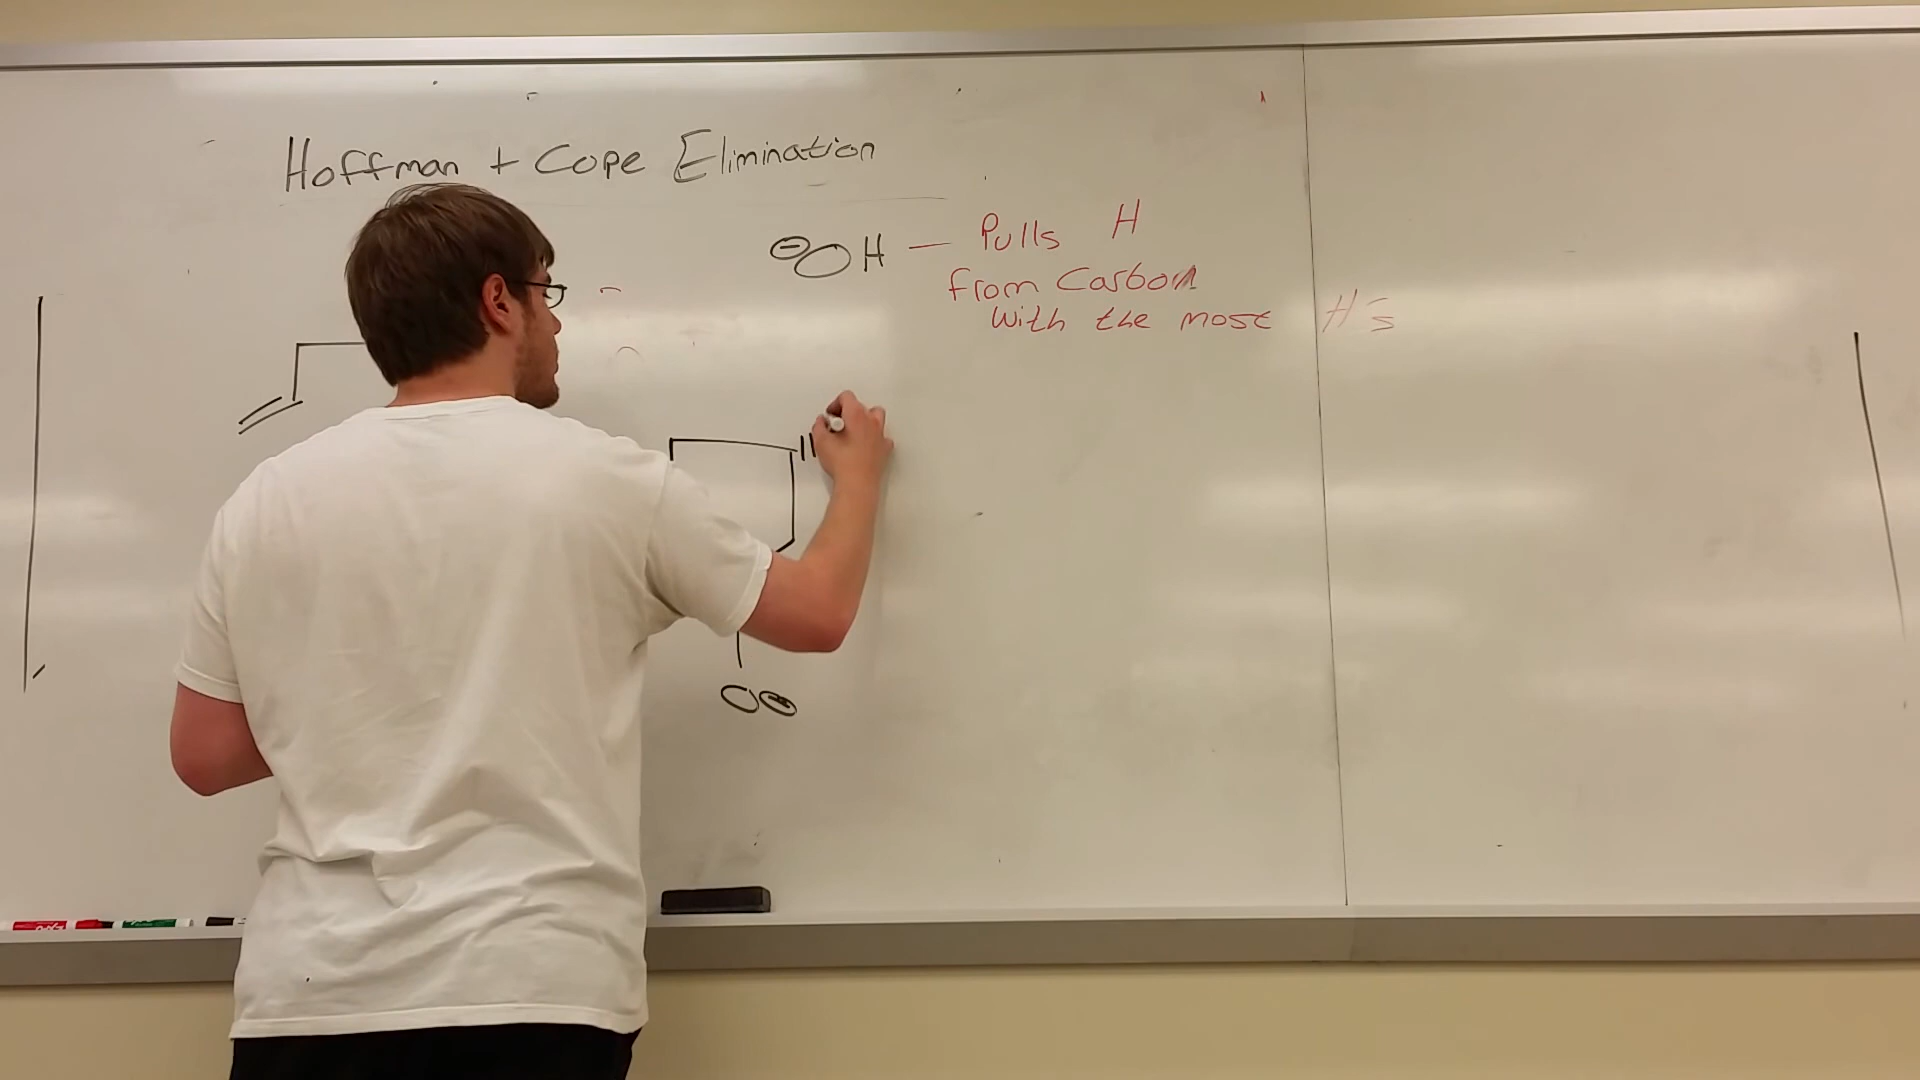 Hoffman + Cope Elimination
⊖OH — Pulls H
from Carbon
with the most H's
O⊖